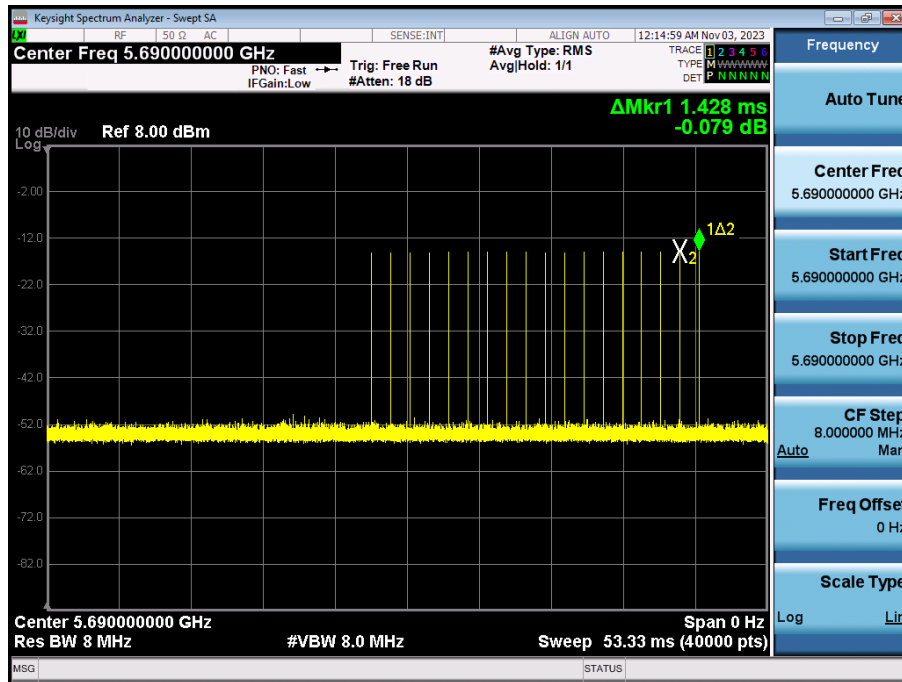 Keysight Spectrum Analyzer - Swept SA
LXI RF 50 Ω AC SENSE:INT ALIGN AUTO 12:14:59 AM Nov 03, 2023
Center Freq 5.690000000 GHz
PNO: Fast
IFGain:Low
Trig: Free Run
#Atten: 18 dB
#Avg Type: RMS
Avg|Hold: 1/1
TRACE 1 2 3 4 5 6
TYPE M WWWWW
DET P N N N N N
ΔMkr1 1.428 ms
-0.079 dB
10 dB/div Ref 8.00 dBm
Log
-2.00
-12.0
-22.0
-32.0
-42.0
-52.0
-62.0
-72.0
-82.0
1Δ2
X2
Center 5.690000000 GHz Span 0 Hz
Res BW 8 MHz #VBW 8.0 MHz Sweep 53.33 ms (40000 pts)
MSG STATUS
Frequency
Auto Tune
Center Freq
5.690000000 GHz
Start Freq
5.690000000 GHz
Stop Freq
5.690000000 GHz
CF Step
8.000000 MHz
Auto Man
Freq Offset
0 Hz
Scale Type
Log Lin